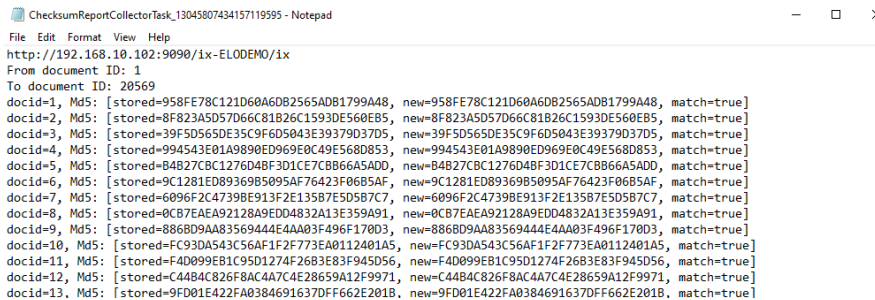 ChecksumReportCollectorTask_13045807434157119595 - Notepad
File Edit Format View Help
http://192.168.10.102:9090/ix-ELODEMO/ix
From document ID: 1
To document ID: 20569
docid=1, Md5: [stored=958FE78C121D60A6DB2565ADB1799A48, new=958FE78C121D60A6DB2565ADB1799A48, match=true]
docid=2, Md5: [stored=8F823A5D57D66C81B26C1593DE560EB5, new=8F823A5D57D66C81B26C1593DE560EB5, match=true]
docid=3, Md5: [stored=39F5D565DE35C9F6D5043E39379D37D5, new=39F5D565DE35C9F6D5043E39379D37D5, match=true]
docid=4, Md5: [stored=994543E01A9890ED969E0C49E568D853, new=994543E01A9890ED969E0C49E568D853, match=true]
docid=5, Md5: [stored=B4B27CBC1276D4BF3D1CE7CBB66A5ADD, new=B4B27CBC1276D4BF3D1CE7CBB66A5ADD, match=true]
docid=6, Md5: [stored=9C1281ED89369B5095AF76423F06B5AF, new=9C1281ED89369B5095AF76423F06B5AF, match=true]
docid=7, Md5: [stored=6096F2C4739BE913F2E135B7E5D5B7C7, new=6096F2C4739BE913F2E135B7E5D5B7C7, match=true]
docid=8, Md5: [stored=0CB7EAEA92128A9EDD4832A13E359A91, new=0CB7EAEA92128A9EDD4832A13E359A91, match=true]
docid=9, Md5: [stored=886BD9AA83569444E4AA03F496F170D3, new=886BD9AA83569444E4AA03F496F170D3, match=true]
docid=10, Md5: [stored=FC93DA543C56AF1F2F773EA0112401A5, new=FC93DA543C56AF1F2F773EA0112401A5, match=true]
docid=11, Md5: [stored=F4D099EB1C95D1274F20D3E83F945D56, new=F4D099EB1C95D1274F20D3E83F945D56, match=true]
docid=12, Md5: [stored=C44B4C826F8AC4A7C4E28659A12F9971, new=C44B4C826F8AC4A7C4E28659A12F9971, match=true]
docid=13, Md5: [stored=9FD01E422FA0384691637DFF662E201B, new=9FD01E422FA0384691637DFF662E201B, match=true]